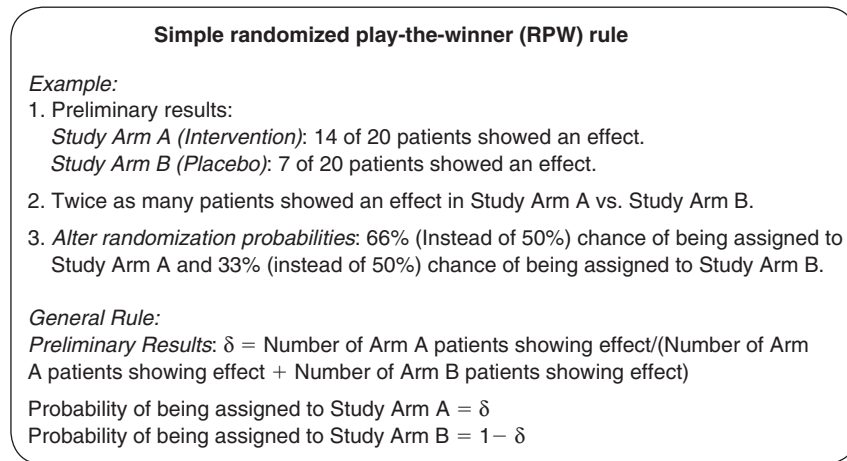 Simple randomized play-the-winner (RPW) rule
Example:
1. Preliminary results:
Study Arm A (Intervention): 14 of 20 patients showed an effect.
Study Arm B (Placebo): 7 of 20 patients showed an effect.
2. Twice as many patients showed an effect in Study Arm A vs. Study Arm B.
3. Alter randomization probabilities: 66% (Instead of 50%) chance of being assigned to
Study Arm A and 33% (instead of 50%) chance of being assigned to Study Arm B.
General Rule:
Preliminary Results: δ = Number of Arm A patients showing effect/(Number of Arm
A patients showing effect + Number of Arm B patients showing effect)
Probability of being assigned to Study Arm A = δ
Probability of being assigned to Study Arm B = 1− δ